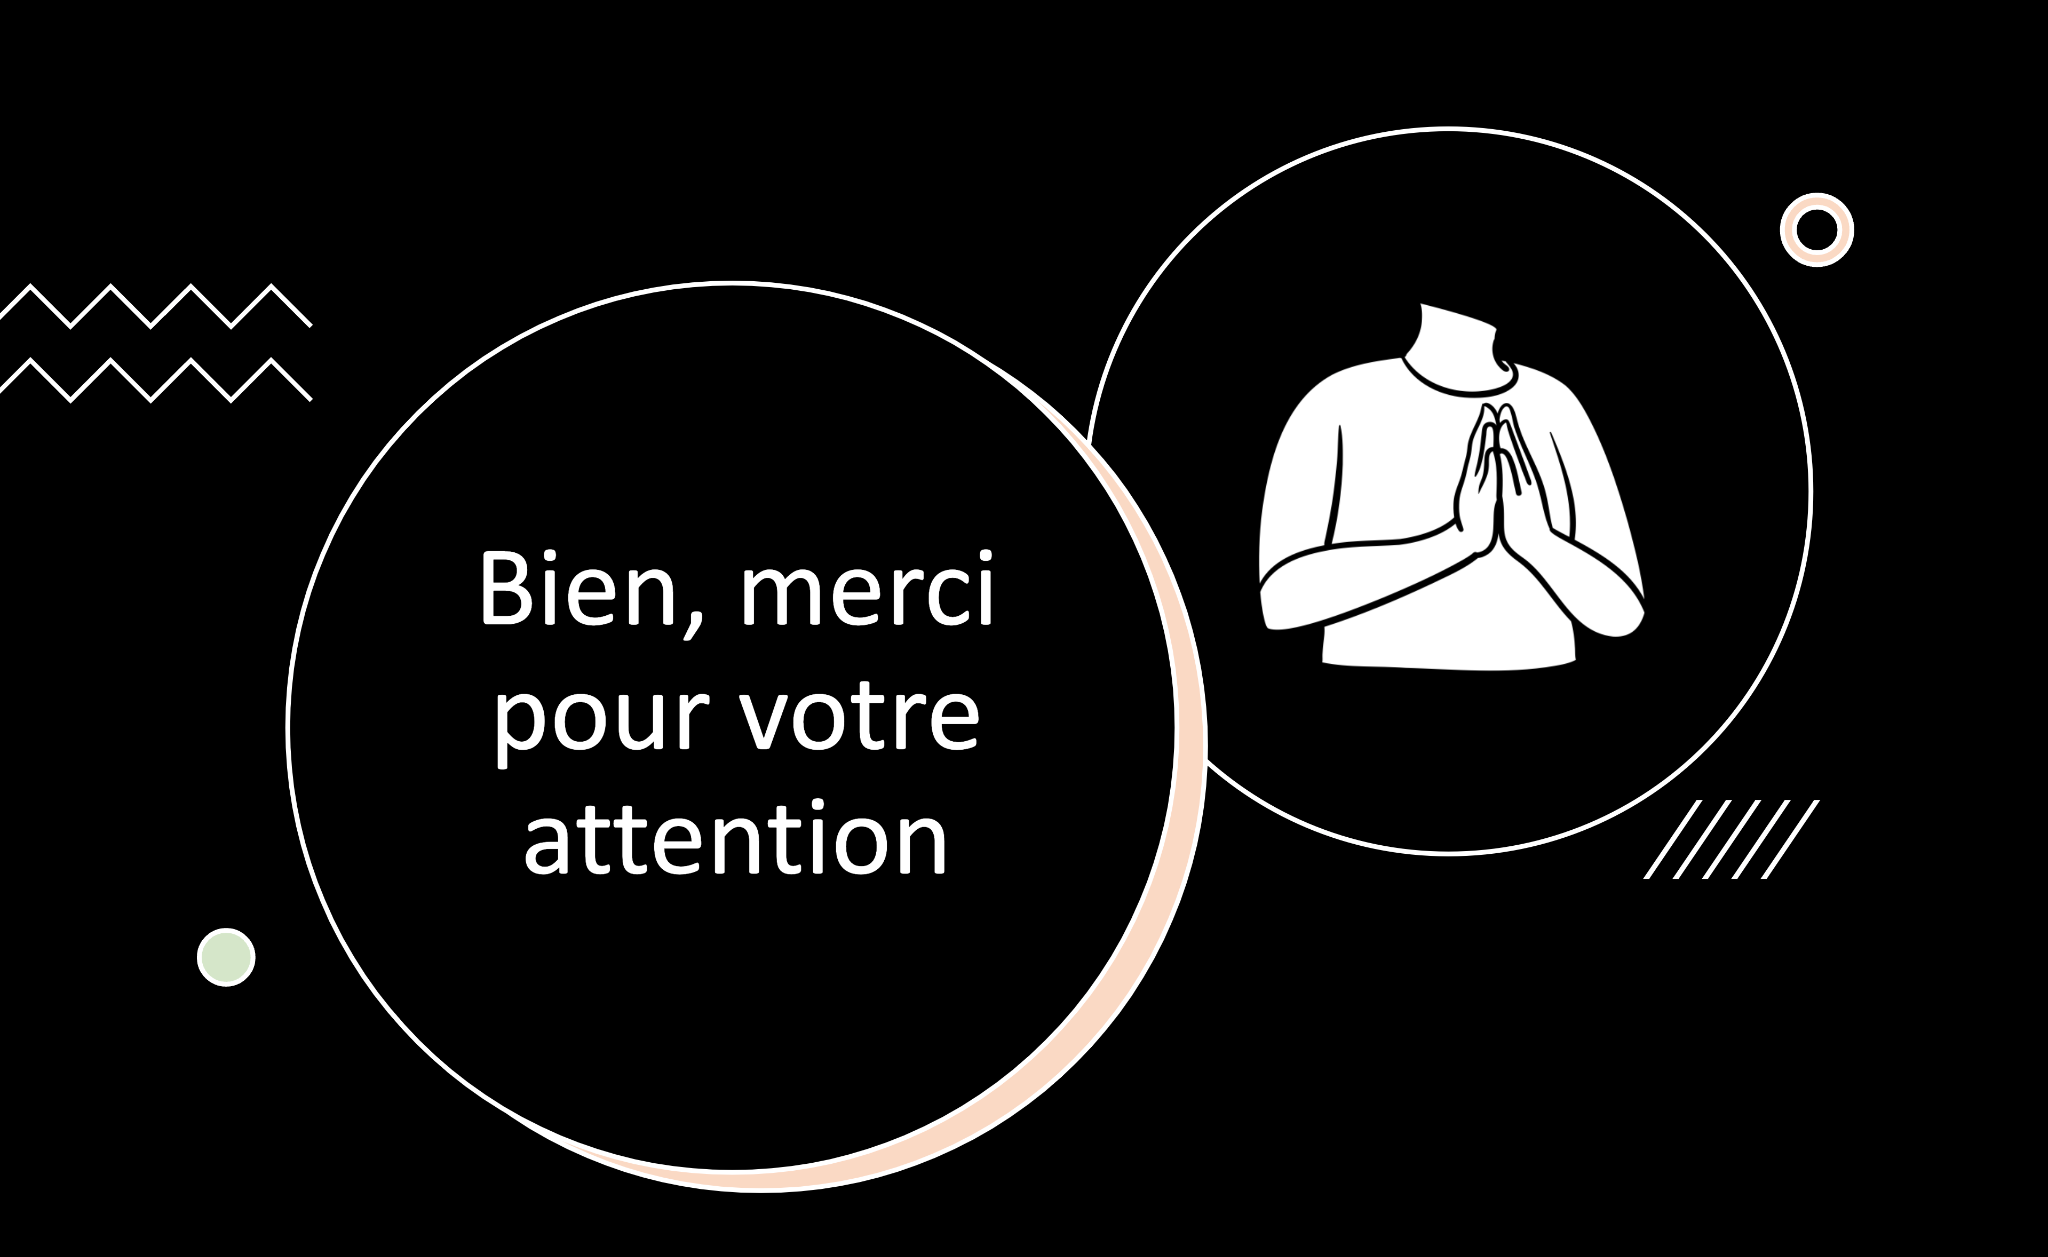 Bien, merci
pour votre
attention